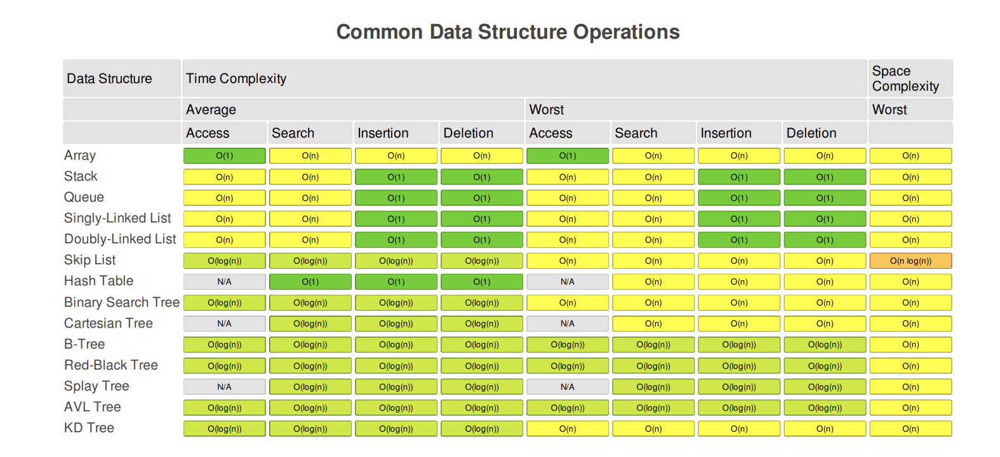 Common Data Structure Operations
Data Structure Time Complexity Space Complexity
Average Worst Worst
Access Search Insertion Deletion Access Search Insertion Deletion
Array O(1) O(n) O(n) O(n) O(1) O(n) O(n) O(n) O(n)
Stack O(n) O(n) O(1) O(1) O(n) O(n) O(1) O(1) O(n)
Queue O(n) O(n) O(1) O(1) O(n) O(n) O(1) O(1) O(n)
Singly-Linked List O(n) O(n) O(1) O(1) O(n) O(n) O(1) O(1) O(n)
Doubly-Linked List O(n) O(n) O(1) O(1) O(n) O(n) O(1) O(1) O(n)
Skip List O(log(n)) O(log(n)) O(log(n)) O(log(n)) O(n) O(n) O(n) O(n) O(n log(n))
Hash Table N/A O(1) O(1) O(1) N/A O(n) O(n) O(n) O(n)
Binary Search Tree O(log(n)) O(log(n)) O(log(n)) O(log(n)) O(n) O(n) O(n) O(n) O(n)
Cartesian Tree N/A O(log(n)) O(log(n)) O(log(n)) N/A O(n) O(n) O(n) O(n)
B-Tree O(log(n)) O(log(n)) O(log(n)) O(log(n)) O(log(n)) O(log(n)) O(log(n)) O(log(n)) O(n)
Red-Black Tree O(log(n)) O(log(n)) O(log(n)) O(log(n)) O(log(n)) O(log(n)) O(log(n)) O(log(n)) O(n)
Splay Tree N/A O(log(n)) O(log(n)) O(log(n)) N/A O(log(n)) O(log(n)) O(log(n)) O(n)
AVL Tree O(log(n)) O(log(n)) O(log(n)) O(log(n)) O(log(n)) O(log(n)) O(log(n)) O(log(n)) O(n)
KD Tree O(log(n)) O(log(n)) O(log(n)) O(log(n)) O(n) O(n) O(n) O(n) O(n)